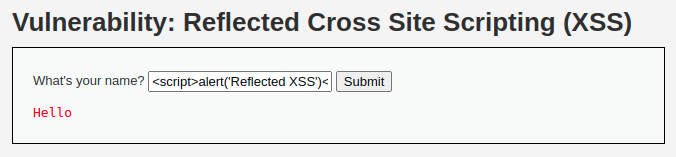 Vulnerability: Reflected Cross Site Scripting (XSS)
What's your name? <script>alert('Reflected XSS')< Submit
Hello